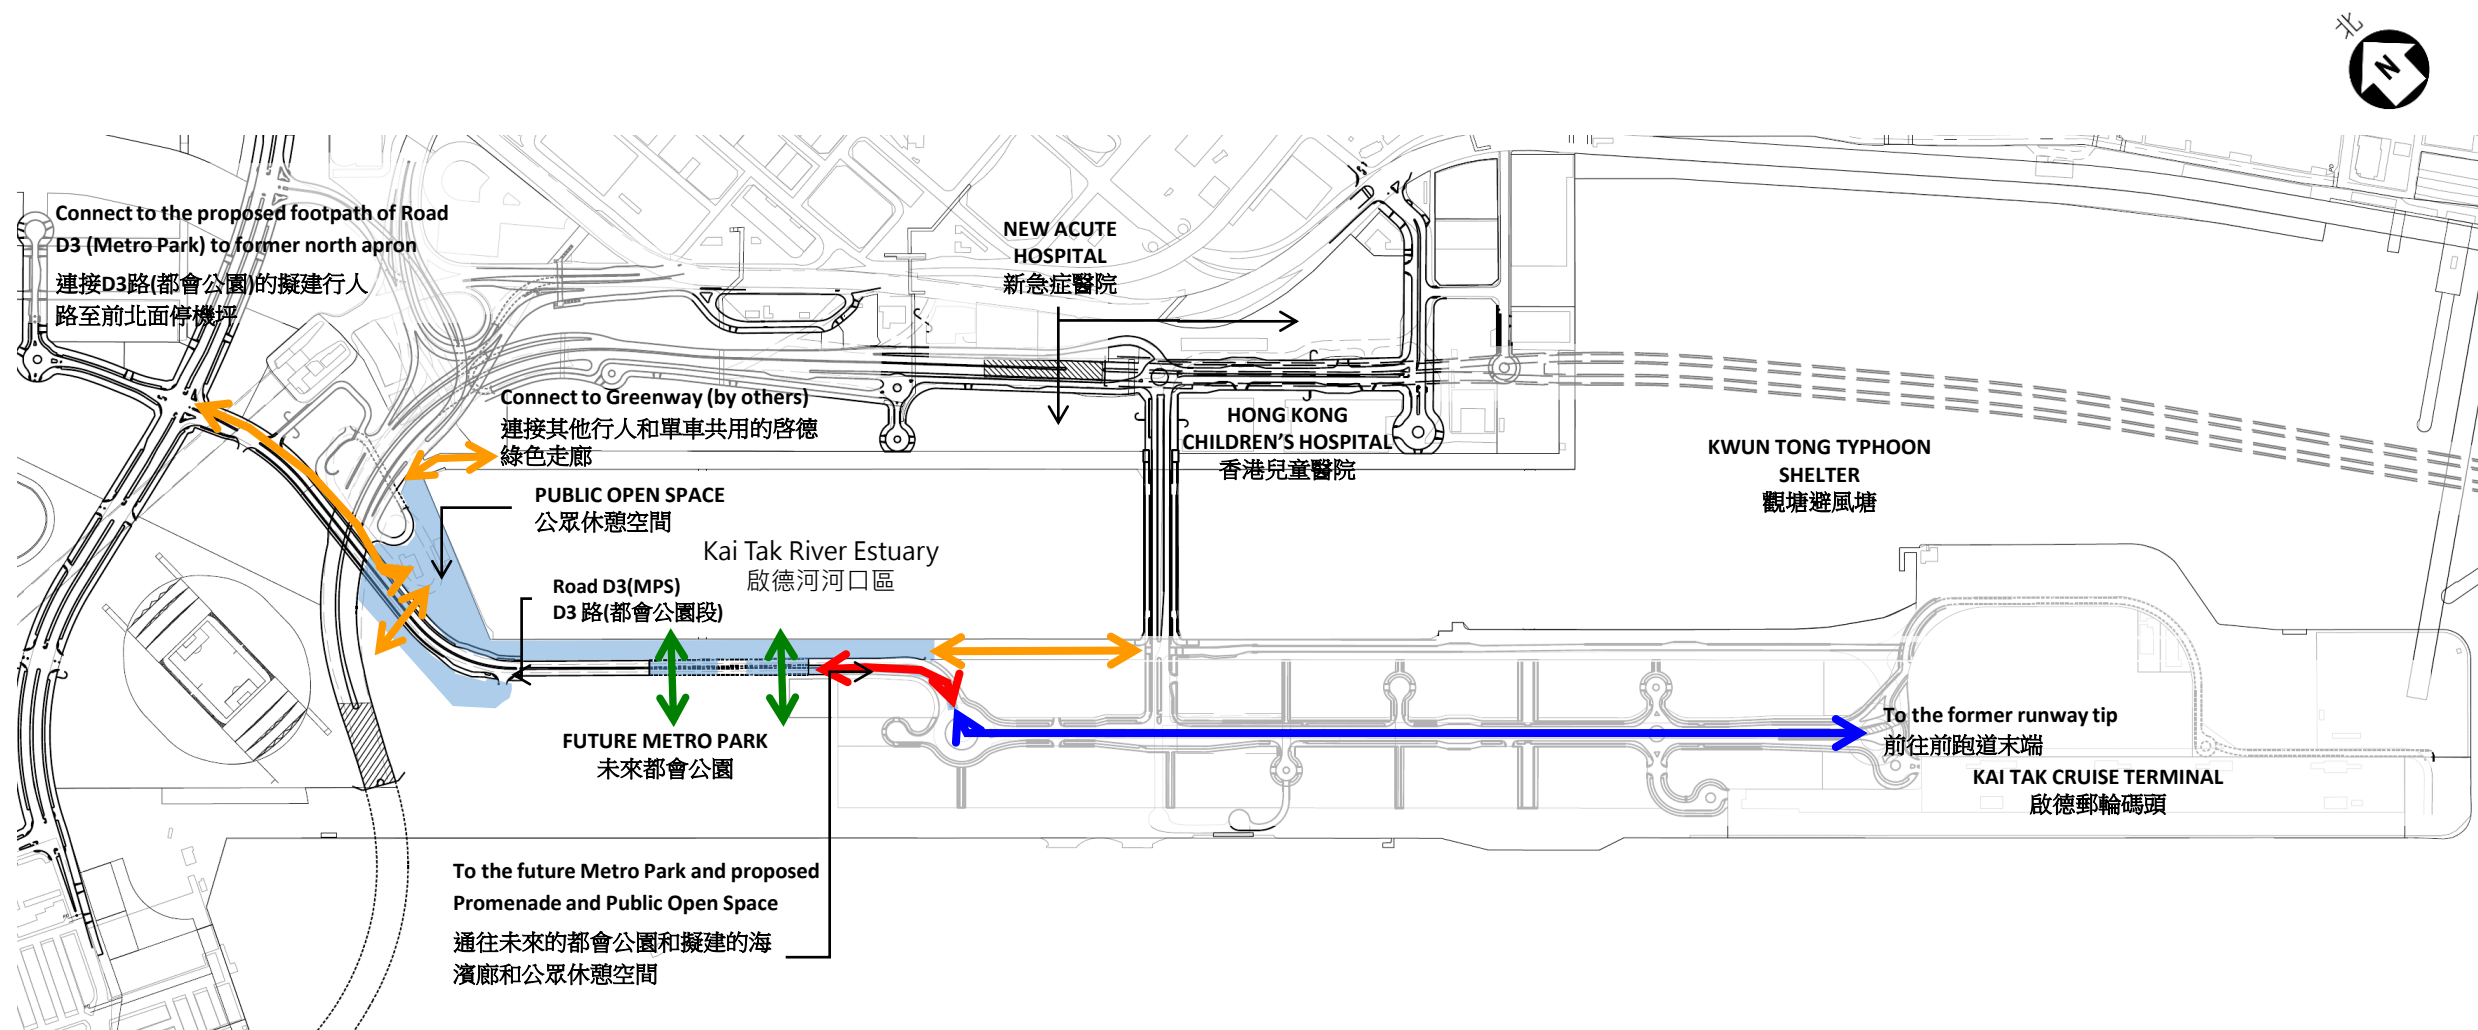 北
N
Connect to the proposed footpath of Road
D3 (Metro Park) to former north apron
連接D3路(都會公園)的擬建行人
路至前北面停機坪
NEW ACUTE
HOSPITAL
新急症醫院
Connect to Greenway (by others)
連接其他行人和單車共用的啓德
綠色走廊
HONG KONG
CHILDREN'S HOSPITAL
香港兒童醫院
KWUN TONG TYPHOON
SHELTER
觀塘避風塘
PUBLIC OPEN SPACE
公眾休憩空間
Kai Tak River Estuary
啟德河河口區
Road D3(MPS)
D3 路(都會公園段)
FUTURE METRO PARK
未來都會公園
To the former runway tip
前往前跑道末端
KAI TAK CRUISE TERMINAL
啟德郵輪碼頭
To the future Metro Park and proposed
Promenade and Public Open Space
通往未來的都會公園和擬建的海
濱廊和公眾休憩空間